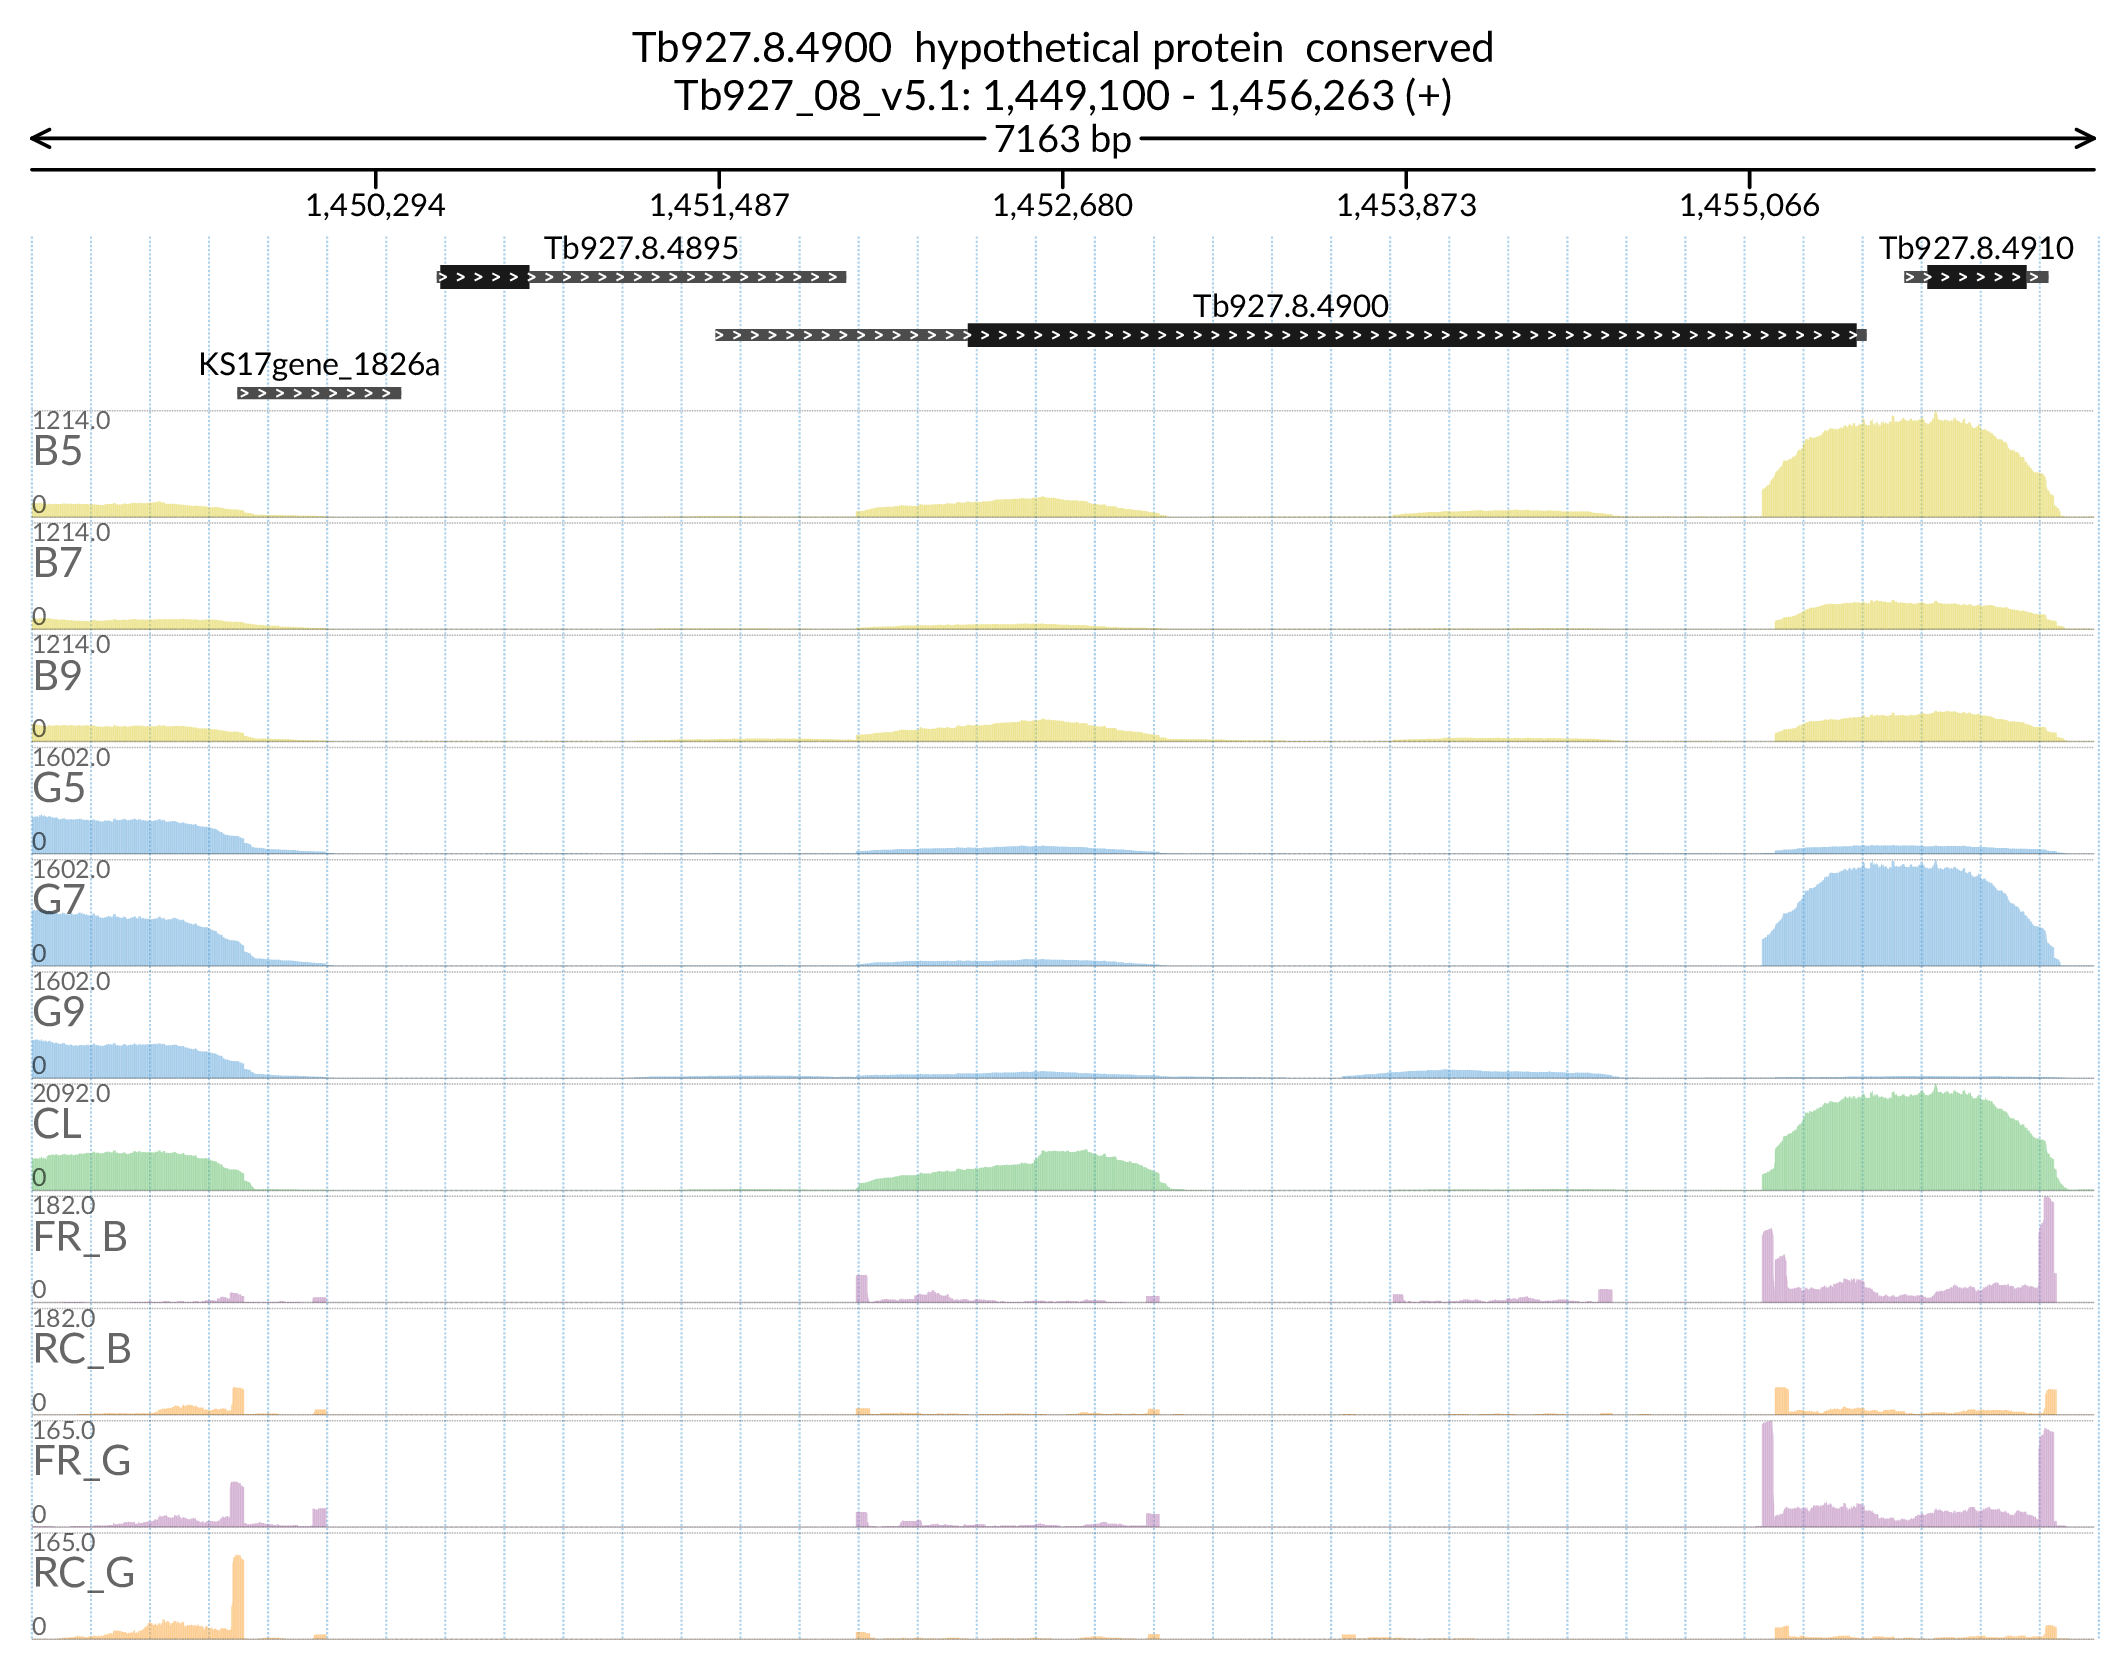 Tb927.8.4900  hypothetical protein  conserved
Tb927_08_v5.1: 1,449,100 - 1,456,263 (+)
7163 bp
1,450,294 1,451,487 1,452,680 1,453,873 1,455,066
Tb927.8.4895 Tb927.8.4910
Tb927.8.4900
KS17gene_1826a
1214.0
B5
0
1214.0
B7
0
1214.0
B9
0
1602.0
G5
0
1602.0
G7
0
1602.0
G9
0
2092.0
CL
0
182.0
FR_B
0
182.0
RC_B
0
165.0
FR_G
0
165.0
RC_G
0